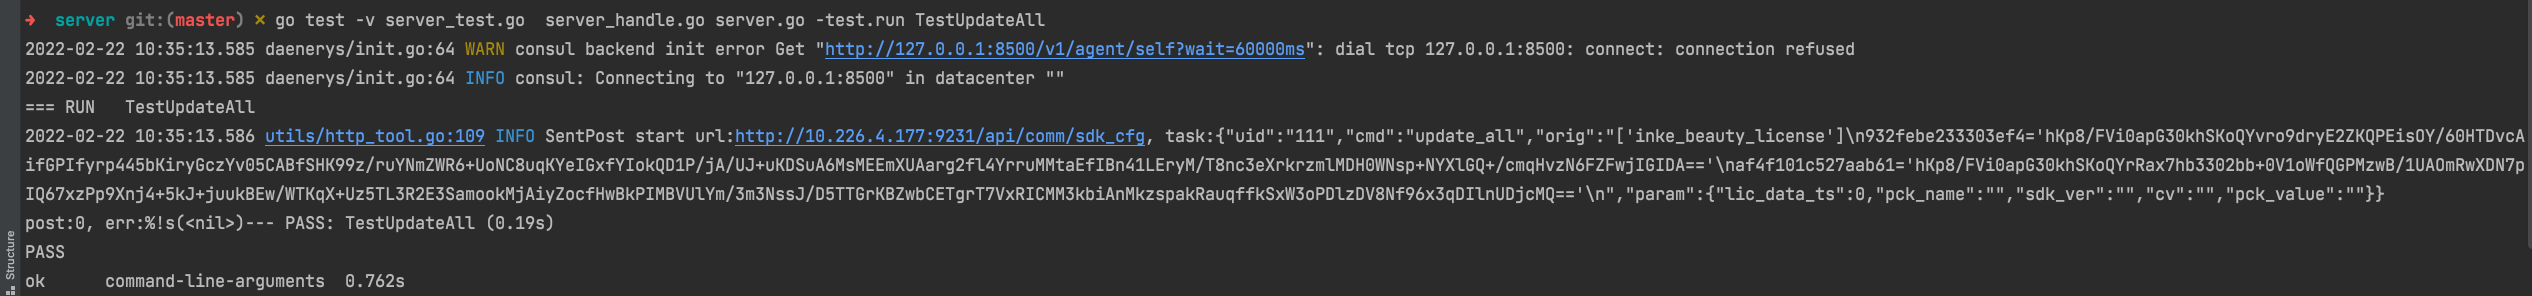 →  server git:(master) ✗ go test -v server_test.go  server_handle.go server.go -test.run TestUpdateAll
2022-02-22 10:35:13.585 daenerys/init.go:64 WARN consul backend init error Get "http://127.0.0.1:8500/v1/agent/self?wait=60000ms": dial tcp 127.0.0.1:8500: connect: connection refused
2022-02-22 10:35:13.585 daenerys/init.go:64 INFO consul: Connecting to "127.0.0.1:8500" in datacenter ""
=== RUN   TestUpdateAll
2022-02-22 10:35:13.586 utils/http_tool.go:109 INFO SentPost start url:http://10.226.4.177:9231/api/comm/sdk_cfg, task:{"uid":"111","cmd":"update_all","orig":"['inke_beauty_license']\n932febe233303ef4='hKp8/FVi0apG30khSKoQYvro9dryE2ZKQPEisOY/60HTDvcA
ifGPIfyrp445bKiryGczYv05CABfSHK99z/ruYNmZWR6+UoNC8uqKYeIGxfYIokQD1P/jA/UJ+uKDSuA6MsMEEmXUAarg2fl4YrruMMtaEfIBn41LEryM/T8nc3eXrkrzmlMDH0WNsp+NYXlGQ+/cmqHvzN6FZFwjIGIDA=='\naf4f101c527aab61='hKp8/FVi0apG30khSKoQYrRax7hb3302bb+0V1oWfQGPMzwB/1UAOmRwXDN7p
IQ67xzPp9Xnj4+5kJ+juukBEw/WTKqX+Uz5TL3R2E3SamookMjAiyZocfHwBkPIMBVUlYm/3m3NssJ/D5TTGrKBZwbCETgrT7VxRICMM3kbiAnMkzspakRauqffkSxW3oPDlzDV8Nf96x3qDIlnUDjcMQ=='\n","param":{"lic_data_ts":0,"pck_name":"","sdk_ver":"","cv":"","pck_value":""}}
post:0, err:%!s(<nil>)--- PASS: TestUpdateAll (0.19s)
PASS
ok      command-line-arguments  0.762s
Structure